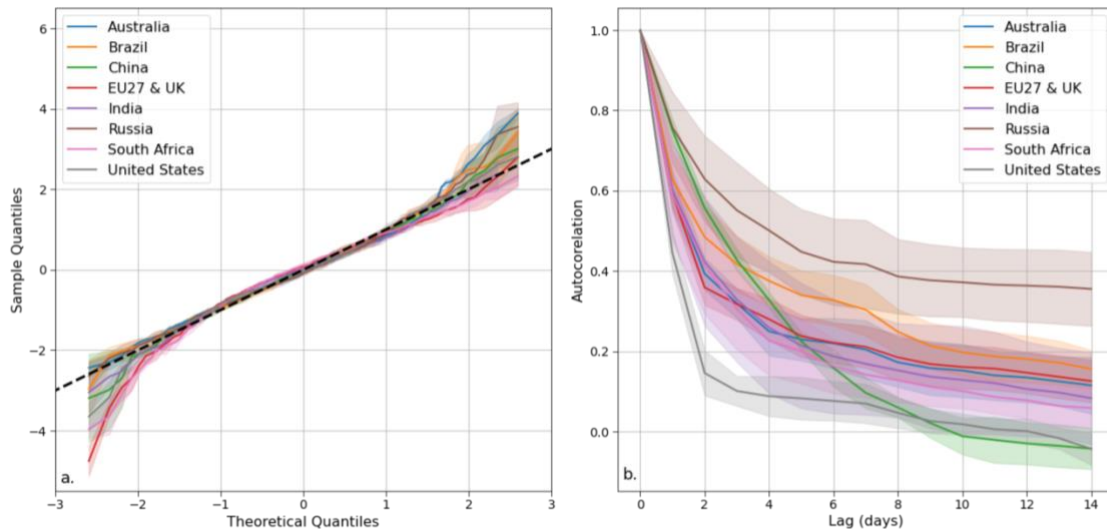 6
4
2
0
−2
−4
Sample Quantiles
Australia
Brazil
China
EU27 & UK
India
Russia
South Africa
United States
a.
−3
−2
−1
0
1
2
3
Theoretical Quantiles
1.0
0.8
0.6
0.4
0.2
0.0
Autocorelation
Australia
Brazil
China
EU27 & UK
India
Russia
South Africa
United States
b.
0
2
4
6
8
10
12
14
Lag (days)